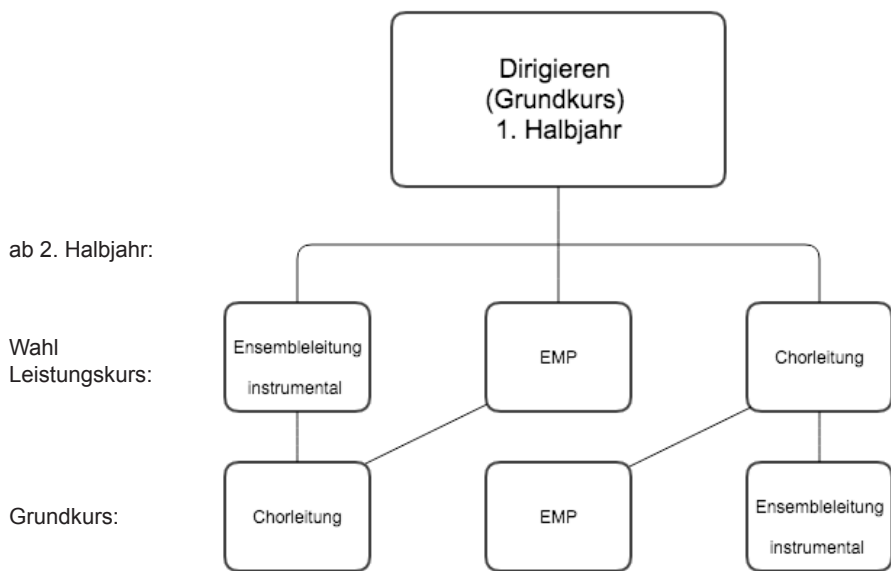 Dirigieren
(Grundkurs)
1. Halbjahr
ab 2. Halbjahr:
Wahl
Leistungskurs:
Ensembleleitung
instrumental
EMP
Chorleitung
Grundkurs:
Chorleitung
EMP
Ensembleleitung
instrumental